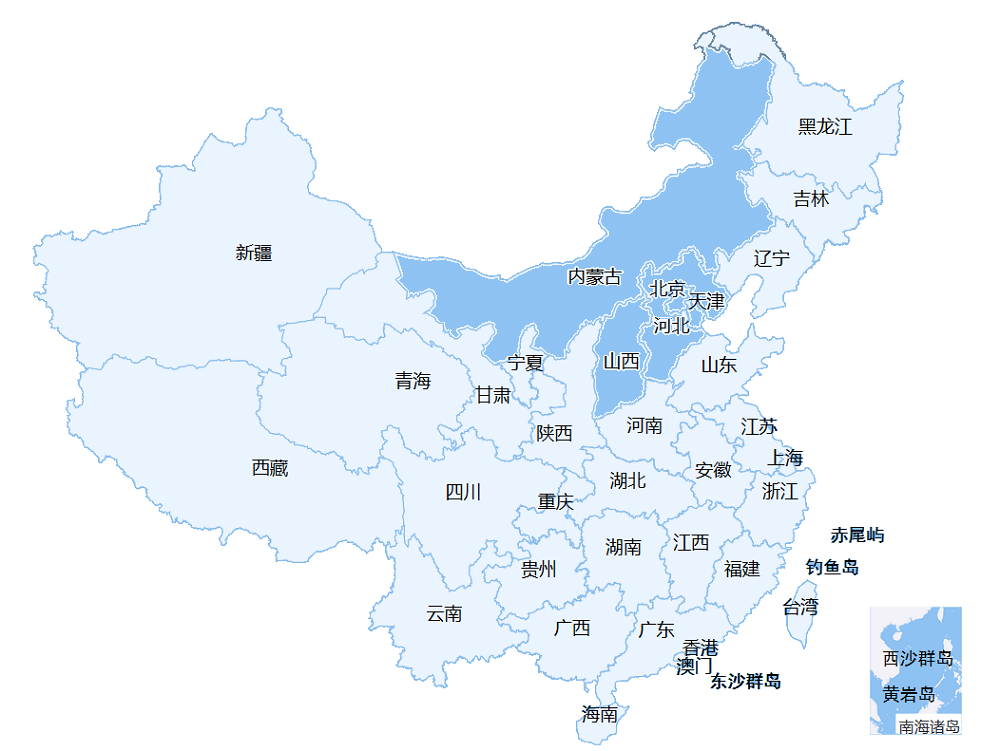 黑龙江
吉林
新疆
辽宁
内蒙古
北京
天津
河北
宁夏
山西
山东
青海
甘肃
河南
江苏
陕西
上海
西藏
安徽
湖北
四川
浙江
重庆
赤尾屿
湖南
江西
钓鱼岛
贵州
福建
台湾
云南
广西
广东
香港
西沙群岛
澳门
东沙群岛
黄岩岛
海南
南海诸岛